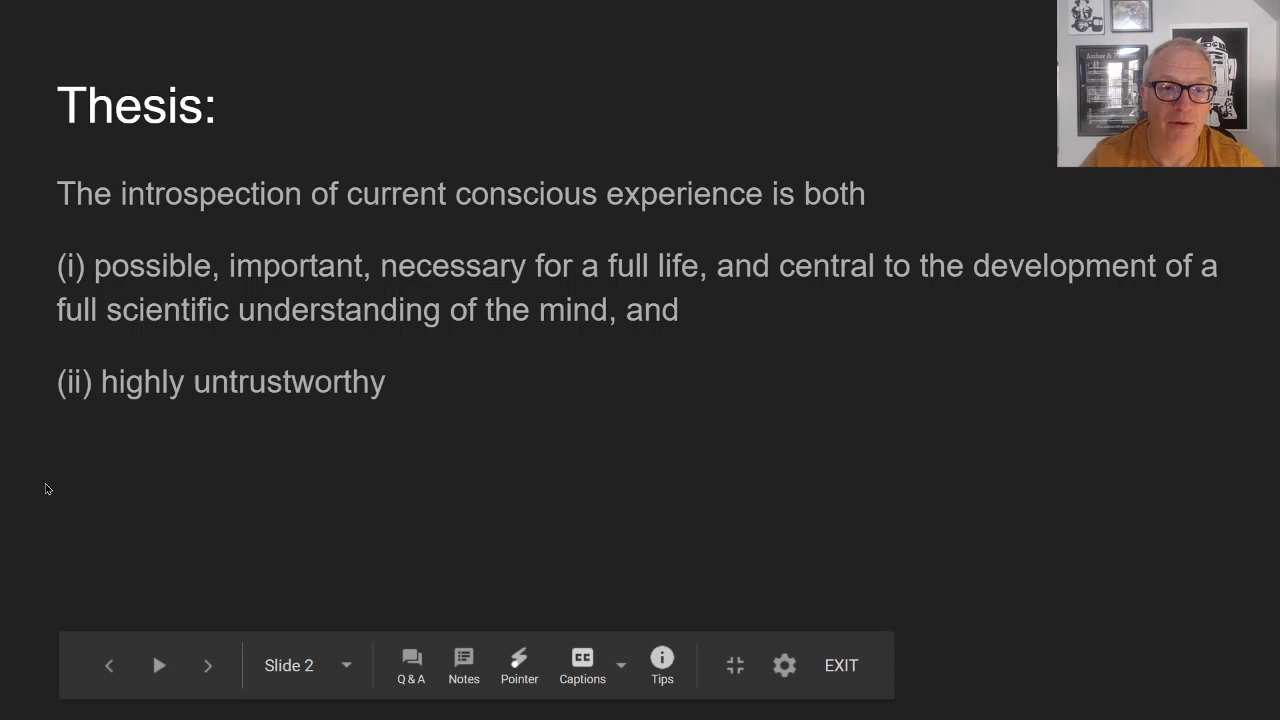 Thesis:
The introspection of current conscious experience is both
(i) possible, important, necessary for a full life, and central to the development of a
full scientific understanding of the mind, and
(ii) highly untrustworthy
Slide 2
Q & A
Notes
Pointer
CC
Captions
Tips
EXIT